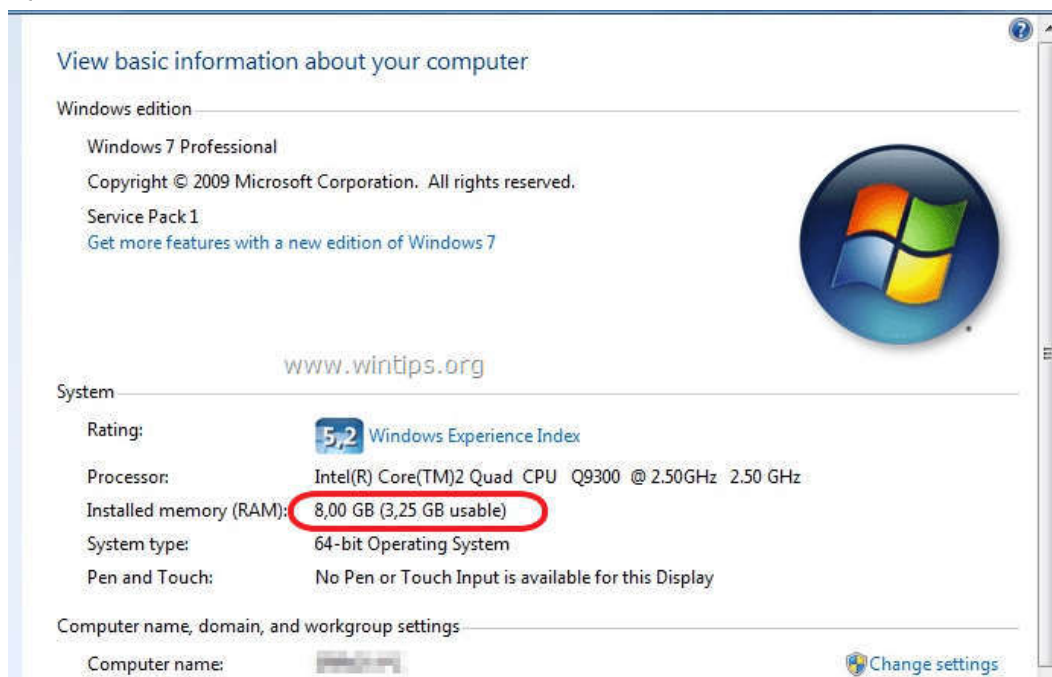 View basic information about your computer
Windows edition
Windows 7 Professional
Copyright © 2009 Microsoft Corporation. All rights reserved.
Service Pack 1
Get more features with a new edition of Windows 7
www.wintips.org
System
Rating: 5,2 Windows Experience Index
Processor: Intel(R) Core(TM)2 Quad CPU Q9300 @ 2.50GHz 2.50 GHz
Installed memory (RAM): 8,00 GB (3,25 GB usable)
System type: 64-bit Operating System
Pen and Touch: No Pen or Touch Input is available for this Display
Computer name, domain, and workgroup settings
Computer name: Change settings